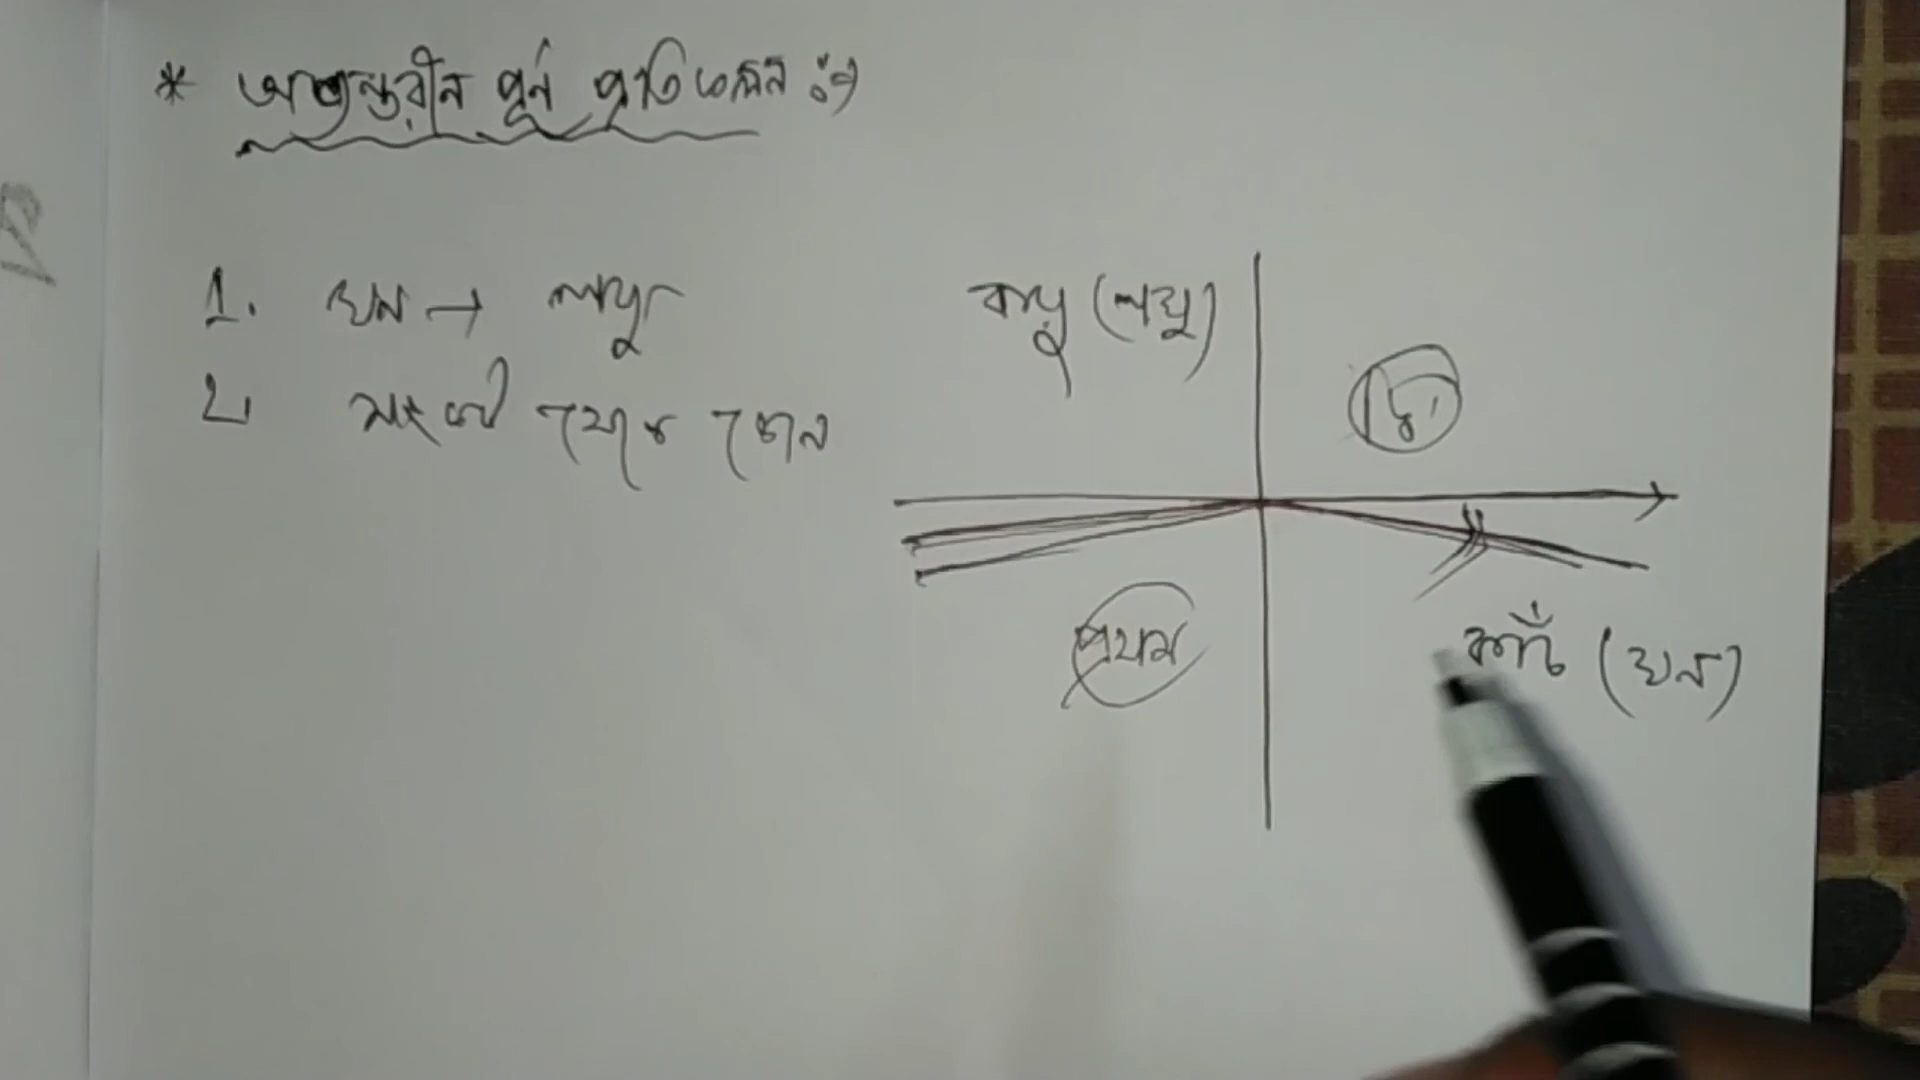 * অভ্যন্তরীন পূর্ন প্রতিফলন :
1. ঘন → লঘু
2. সংকট কোন
বায়ু (লঘু)
দ্বি
প্রথম
কাঁচ (ঘন)